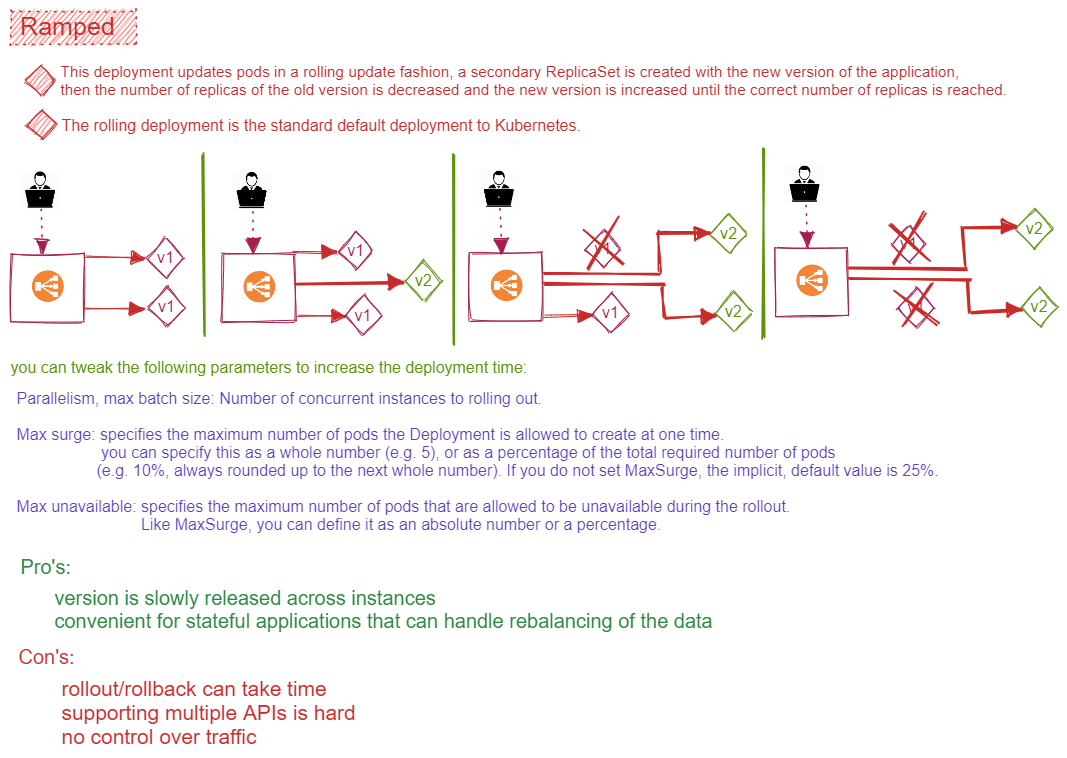 Ramped
This deployment updates pods in a rolling update fashion, a secondary ReplicaSet is created with the new version of the application,
then the number of replicas of the old version is decreased and the new version is increased until the correct number of replicas is reached.
The rolling deployment is the standard default deployment to Kubernetes.
v1
v1
v1
v2
v1
v1
v2
v1
v2
v1
v2
v1
v2
you can tweak the following parameters to increase the deployment time:
Parallelism, max batch size: Number of concurrent instances to rolling out.
Max surge: specifies the maximum number of pods the Deployment is allowed to create at one time.
you can specify this as a whole number (e.g. 5), or as a percentage of the total required number of pods
(e.g. 10%, always rounded up to the next whole number). If you do not set MaxSurge, the implicit, default value is 25%.
Max unavailable: specifies the maximum number of pods that are allowed to be unavailable during the rollout.
Like MaxSurge, you can define it as an absolute number or a percentage.
Pro's:
version is slowly released across instances
convenient for stateful applications that can handle rebalancing of the data
Con's:
rollout/rollback can take time
supporting multiple APIs is hard
no control over traffic